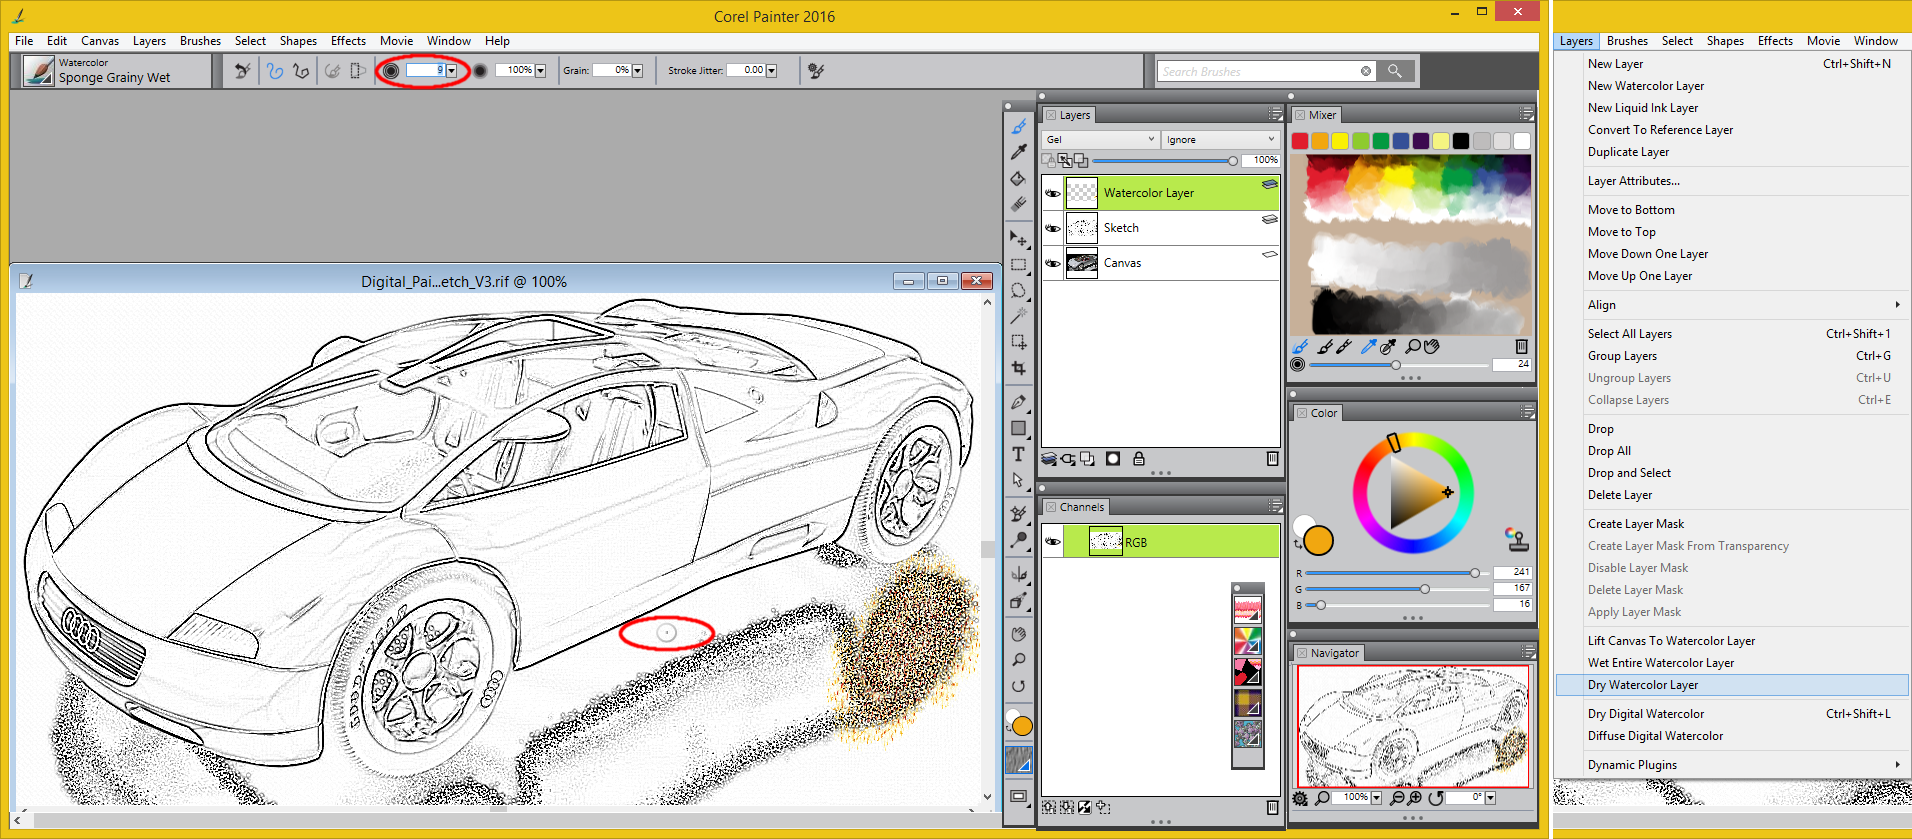 Corel Painter 2016
File Edit Canvas Layers Brushes Select Shapes Effects Movie Window Help
Watercolor
Sponge Grainy Wet
9
100%
Grain: 0%
Stroke Jitter: 0.00
Search Brushes
Digital_Pai...etch_V3.rif @ 100%
Layers
Gel
Ignore
100%
Watercolor Layer
Sketch
Canvas
Channels
RGB
Mixer
24
Color
R 241
G 167
B 16
Navigator
100%
0°
Layers Brushes Select Shapes Effects Movie Window
New Layer Ctrl+Shift+N
New Watercolor Layer
New Liquid Ink Layer
Convert To Reference Layer
Duplicate Layer
Layer Attributes...
Move to Bottom
Move to Top
Move Down One Layer
Move Up One Layer
Align
Select All Layers Ctrl+Shift+1
Group Layers Ctrl+G
Ungroup Layers Ctrl+U
Collapse Layers Ctrl+E
Drop
Drop All
Drop and Select
Delete Layer
Create Layer Mask
Create Layer Mask From Transparency
Disable Layer Mask
Delete Layer Mask
Apply Layer Mask
Lift Canvas To Watercolor Layer
Wet Entire Watercolor Layer
Dry Watercolor Layer
Dry Digital Watercolor Ctrl+Shift+L
Diffuse Digital Watercolor
Dynamic Plugins